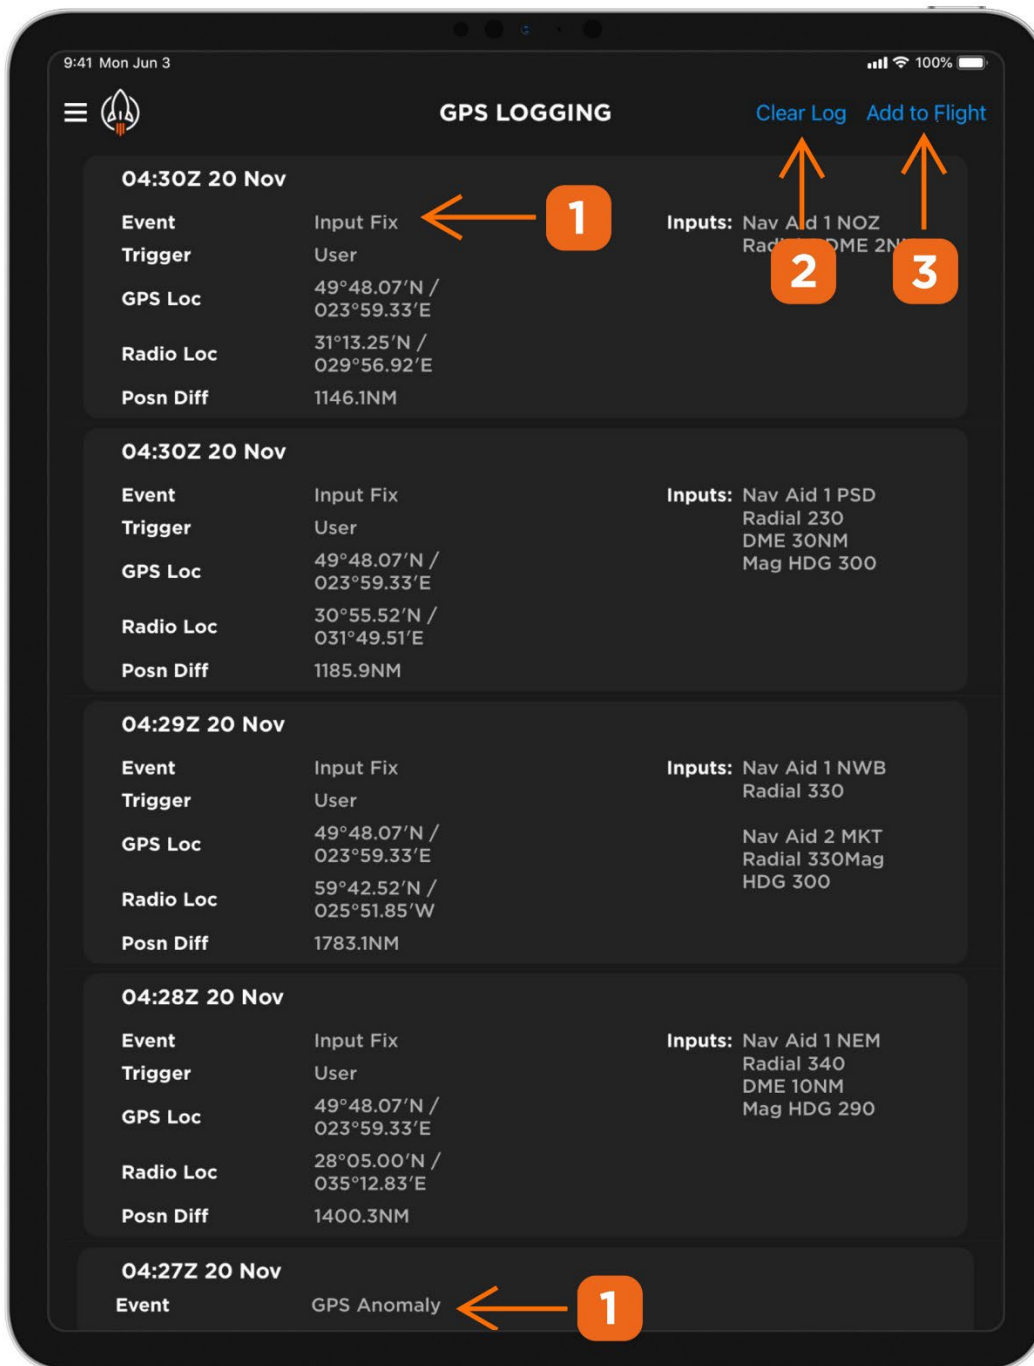 9:41 Mon Jun 3
100%
GPS LOGGING
Clear Log
Add to Flight
04:30Z 20 Nov
Event Input Fix
1
Inputs: Nav Aid 1 NOZ
DME
2
3
Trigger User
GPS Loc 49°48.07'N /
023°59.33'E
Radio Loc 31°13.25'N /
029°56.92'E
Posn Diff 1146.1NM
04:30Z 20 Nov
Event Input Fix
Trigger User
GPS Loc 49°48.07'N /
023°59.33'E
Radio Loc 30°55.52'N /
031°49.51'E
Posn Diff 1185.9NM
Inputs: Nav Aid 1 PSD
Radial 230
DME 30NM
Mag HDG 300
04:29Z 20 Nov
Event Input Fix
Trigger User
GPS Loc 49°48.07'N /
023°59.33'E
Radio Loc 59°42.52'N /
025°51.85'W
Posn Diff 1783.1NM
Inputs: Nav Aid 1 NWB
Radial 330
Nav Aid 2 MKT
Radial 330Mag
HDG 300
04:28Z 20 Nov
Event Input Fix
Trigger User
GPS Loc 49°48.07'N /
023°59.33'E
Radio Loc 28°05.00'N /
035°12.83'E
Posn Diff 1400.3NM
Inputs: Nav Aid 1 NEM
Radial 340
DME 10NM
Mag HDG 290
04:27Z 20 Nov
Event GPS Anomaly
1